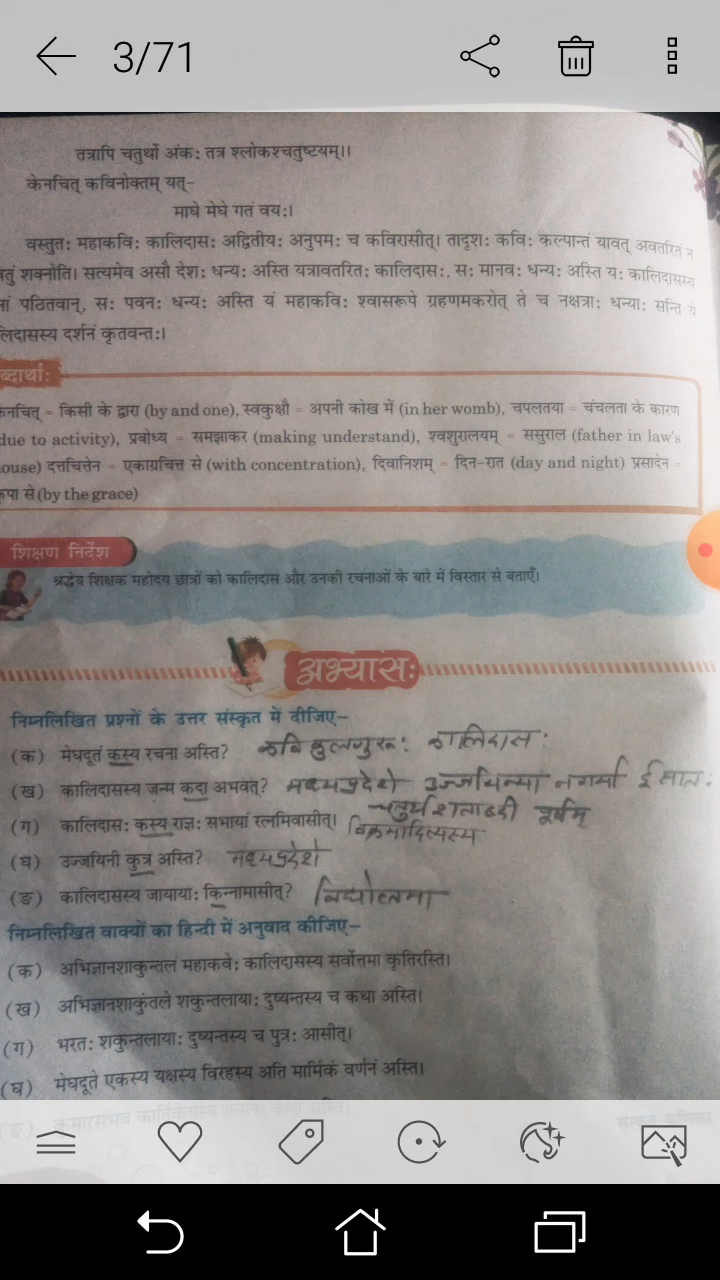 3/71
तत्रापि चतुर्थो अंक: तत्र श्लोकश्चतुष्टयम्।।
केनचित् कविनोक्तम् यत्-
माघे मेघे गतं वय:।
वस्तुत: महाकवि: कालिदास: अद्वितीय: अनुपम: च कविरासीत्। तादृश: कवि: कल्पान्तं यावत् अवतरितं न
वतुं शक्नोति। सत्यमेव असौ देश: धन्य: अस्ति यत्रावतरित: कालिदास:, स: मानव: धन्य: अस्ति य: कालिदासस्य
पठितवान्, स: पवन: धन्य: अस्ति यं महाकवि: श्वासरूपे ग्रहणमकरोत् ते च नक्षत्रा: धन्या: सन्ति ये
लिदासस्य दर्शनं कृतवन्त:।
ब्दार्था:
नचित् = किसी के द्वारा (by and one), स्वकुक्षौ = अपनी कोख में (in her womb), चपलतया = चंचलता के कारण
due to activity), प्रबोध्य = समझाकर (making understand), श्वशुरालयम् = ससुराल (father in law's
ouse) दत्तचित्तेन = एकाग्रचित्त से (with concentration), दिवानिशम् = दिन-रात (day and night) प्रसादेन =
पा से (by the grace)
शिक्षण निर्देश
श्रद्धेय शिक्षक महोदय छात्रों को कालिदास और उनकी रचनाओं के बारे में विस्तार से बताएँ।
अभ्यास:
निम्नलिखित प्रश्नों के उत्तर संस्कृत में दीजिए-
(क) मेघदूतं कस्य रचना अस्ति? कविकुलगुरू: कालिदास:
(ख) कालिदासस्य जन्म कदा अभवत्? मध्यप्रदेशे उज्जयिन्यां नगर्यां
चतुर्थशताब्दी पूर्वम्
(ग) कालिदास: कस्य राज्ञ: सभायां रत्नमिवासीत्। विक्रमादित्यस्य
(घ) उज्जयिनी कुत्र अस्ति? मध्यप्रदेशे
(ङ) कालिदासस्य जायाया: किन्नामासीत्? विद्योत्तमा
निम्नलिखित वाक्यों का हिन्दी में अनुवाद कीजिए-
(क) अभिज्ञानशाकुन्तलं महाकवे: कालिदासस्य सर्वोत्तमा कृतिरस्ति।
(ख) अभिज्ञानशाकुंतले शकुन्तलाया: दुष्यन्तस्य च कथा अस्ति।
(ग) भरत: शकुन्तलाया: दुष्यन्तस्य च पुत्र: आसीत्।
(घ) मेघदूते एकस्य यक्षस्य विरहस्य अति मार्मिकं वर्णनं अस्ति।
(ङ) कुमारसंभवं कार्तिकेयस्य जन्मन: कथा अस्ति।